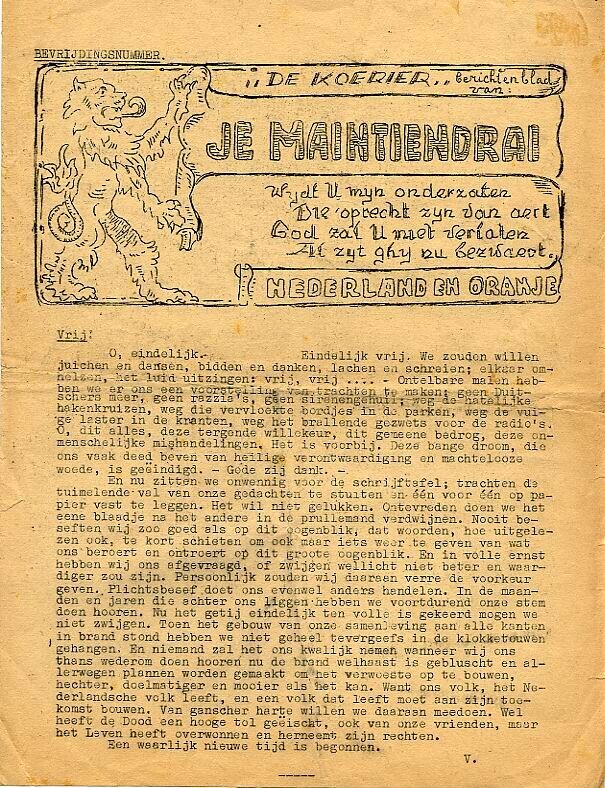 BEVRIJDINGSNUMMER.
,,DE KOERIER,, berichtenblad
van:
JE MAINTIENDRAI
Wydt U myn onderzaten
Die oprecht zyn van aert
God zal U niet verlaten
Al zyt ghy nu bezwaert.
NEDERLAND EN ORANJE
Vrij!
O, eindelijk.- Eindelijk vrij. We zouden willen
juichen en dansen, bidden en danken, lachen en schreien; elkaar om-
helzen, het luid uitzingen: vrij, vrij .... - Ontelbare malen heb-
ben we er ons een voorstelling van trachten te maken: geen Duit-
schers meer, geen razzia's, geen sirenengehuil; weg de hatelijke
hakenkruizen, weg die vervloekte bordjes in de parken, weg de vui-
ge laster in de kranten, weg het brallende gezwets voor de radio's.
O, dit alles, deze tergende willekeur, dit gemeene bedrog, deze on-
menschelijke mishandelingen. Het is voorbij. Deze bange droom, die
ons vaak deed beven van heilige verontwaardiging en machtelooze
woede, is geëindigd. - Gode zij dank. -
En nu zitten we onwennig voor de schrijftafel; trachten de
tuimelende val van onze gedachten te stuiten en één voor één op pa-
pier vast te leggen. Het wil niet gelukken. Ontevreden doen we het
eene blaadje na het andere in de prullemand verdwijnen. Nooit be-
seften wij zoo goed als op dit oogenblik, dat woorden, hoe uitgele-
zen ook, te kort schieten om ook maar iets weer te geven van wat
ons beroert en ontroert op dit groote oogenblik. En in volle ernst
hebben wij ons afgevraagd, of zwijgen wellicht niet beter en waar-
diger zou zijn. Persoonlijk zouden wij daaraan verre de voorkeur
geven. Plichtsbesef doet ons evenwel anders handelen. In de maan-
den en jaren die achter ons liggen hebben we voortdurend onze stem
doen hooren. Nu het getij eindelijk ten volle is gekeerd mogen we
niet zwijgen. Toen het gebouw van onze samenleving aan alle kanten
in brand stond hebben we niet geheel tevergeefs in de klokketouwen
gehangen. En niemand zal het ons kwalijk nemen wanneer wij ons
thans wederom doen hooren nu de brand welhaast is gebluscht en al-
lerwegen plannen worden gemaakt om het verwoeste op te bouwen,
hechter, doelmatiger en mooier als het kan. Want ons volk, het Ne-
derlandsche volk leeft, en een volk dat leeft moet aan zijn toe-
komst bouwen. Van ganscher harte willen we daaraan meedoen. Wel
heeft de Dood een hooge tol geëischt, ook van onze vrienden, maar
het Leven heeft overwonnen en herneemt zijn rechten.
Een waarlijk nieuwe tijd is begonnen.
V.